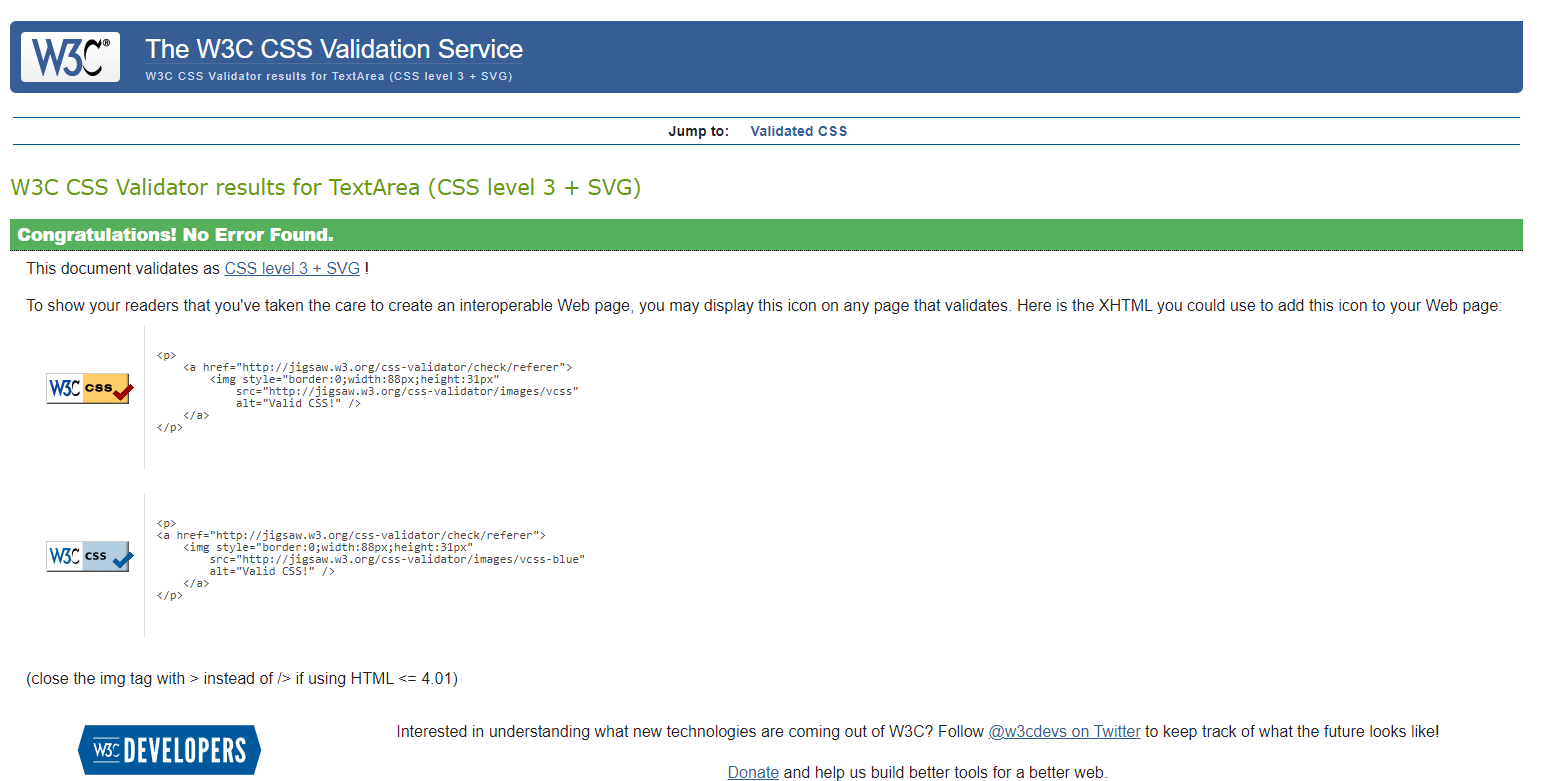 W3C®
The W3C CSS Validation Service
W3C CSS Validator results for TextArea (CSS level 3 + SVG)
Jump to: Validated CSS
W3C CSS Validator results for TextArea (CSS level 3 + SVG)
Congratulations! No Error Found.
This document validates as CSS level 3 + SVG !
To show your readers that you've taken the care to create an interoperable Web page, you may display this icon on any page that validates. Here is the XHTML you could use to add this icon to your Web page:
W3C css
<p>
<a href="http://jigsaw.w3.org/css-validator/check/referer">
<img style="border:0;width:88px;height:31px"
src="http://jigsaw.w3.org/css-validator/images/vcss"
alt="Valid CSS!" />
</a>
</p>
W3C css
<p>
<a href="http://jigsaw.w3.org/css-validator/check/referer">
<img style="border:0;width:88px;height:31px"
src="http://jigsaw.w3.org/css-validator/images/vcss-blue"
alt="Valid CSS!" />
</a>
</p>
(close the img tag with > instead of /> if using HTML <= 4.01)
W3C DEVELOPERS
Interested in understanding what new technologies are coming out of W3C? Follow @w3cdevs on Twitter to keep track of what the future looks like!
Donate and help us build better tools for a better web.